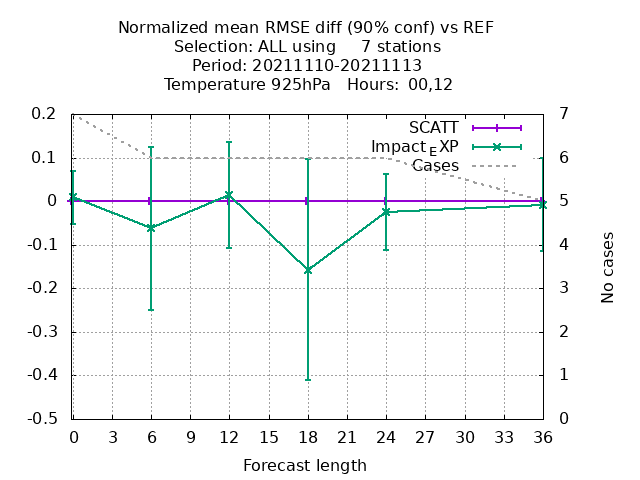 Normalized mean RMSE diff (90% conf) vs REF
Selection: ALL using 7 stations
Period: 20211110-20211113
Temperature 925hPa Hours: 00,12
SCATT
Impact_EXP
Cases
0.2
0.1
0
-0.1
-0.2
-0.3
-0.4
-0.5
7
6
5
4
3
2
1
0
No cases
0 3 6 9 12 15 18 21 24 27 30 33 36
Forecast length